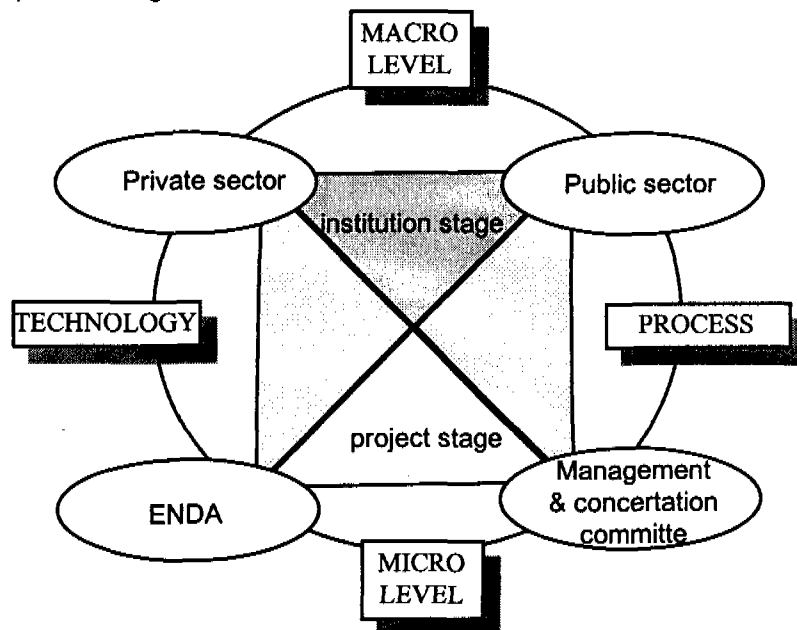 MACRO
LEVEL
Private sector
Public sector
institution stage
TECHNOLOGY
PROCESS
project stage
ENDA
Management
& concertation
committe
MICRO
LEVEL